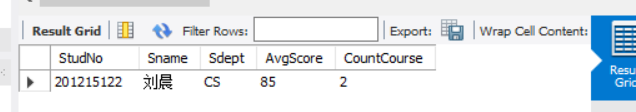 Result Grid Filter Rows: Export: Wrap Cell Content:
StudNo Sname Sdept AvgScore CountCourse
201215122 刘晨 CS 85 2